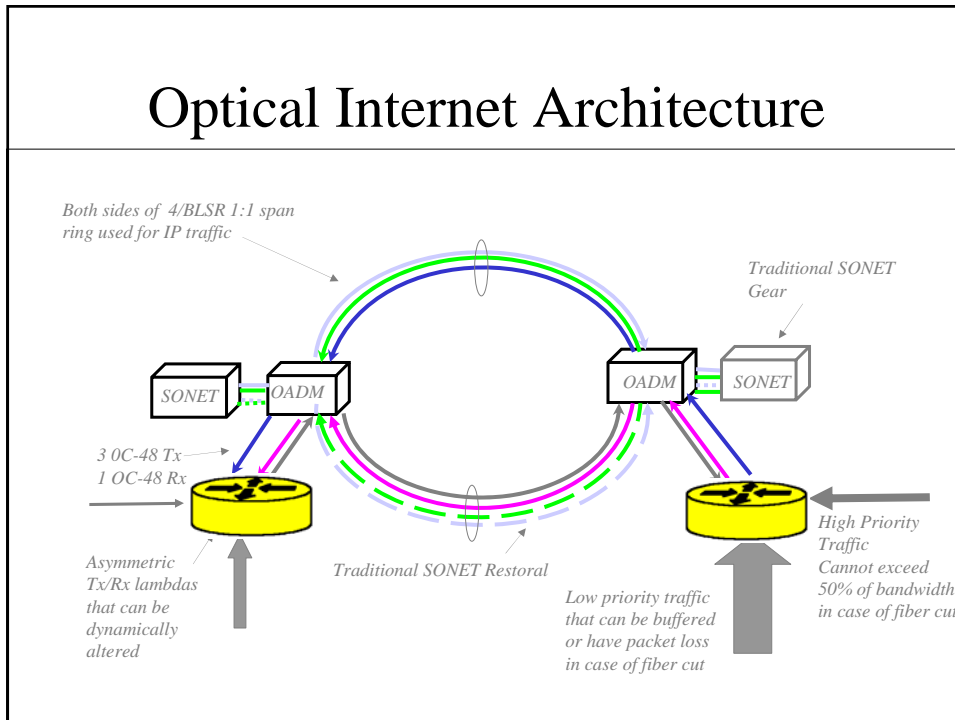 Optical Internet Architecture
Both sides of 4/BLSR 1:1 span
ring used for IP traffic
Traditional SONET
Gear
SONET
OADM
OADM
SONET
3 0C-48 Tx
1 OC-48 Rx
Asymmetric
Tx/Rx lambdas
that can be
dynamically
altered
Traditional SONET Restoral
Low priority traffic
that can be buffered
or have packet loss
in case of fiber cut
High Priority
Traffic
Cannot exceed
50% of bandwidth
in case of fiber cut